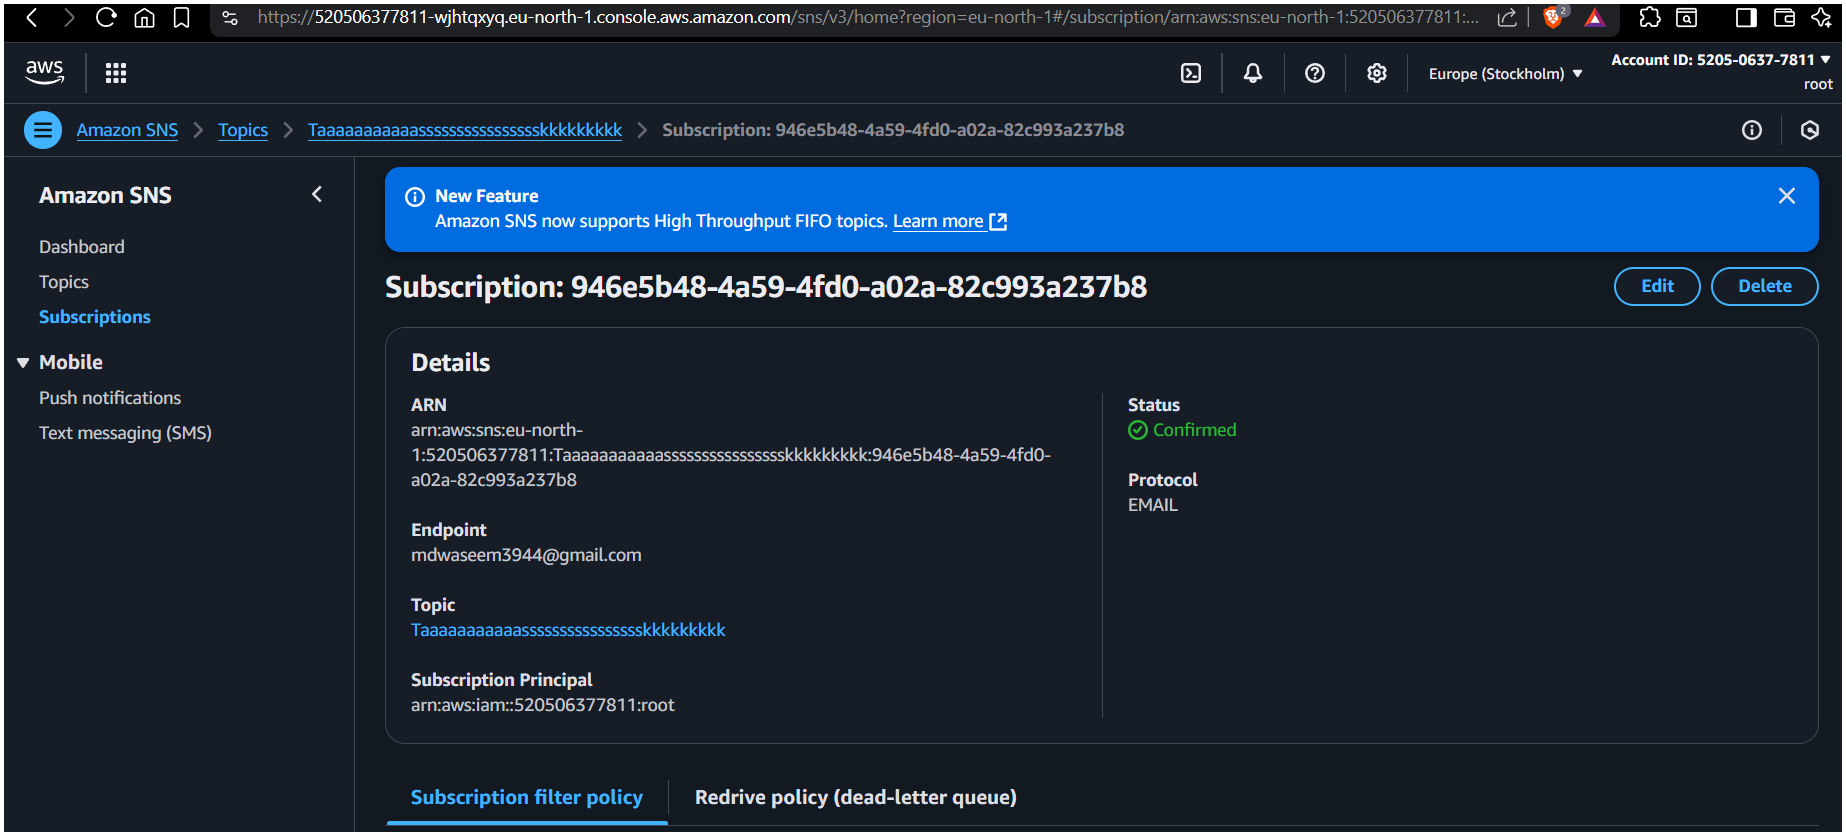 https://520506377811-wjhtqxyq.eu-north-1.console.aws.amazon.com/sns/v3/home?region=eu-north-1#/subscription/arn:aws:sns:eu-north-1:520506377811:...
2
aws
Europe (Stockholm)
Account ID: 5205-0637-7811
root
Amazon SNS
Topics
Taaaaaaaaaaassssssssssssssssskkkkkkkkk
Subscription: 946e5b48-4a59-4fd0-a02a-82c993a237b8
Amazon SNS
Dashboard
Topics
Subscriptions
Mobile
Push notifications
Text messaging (SMS)
New Feature
Amazon SNS now supports High Throughput FIFO topics. Learn more
Subscription: 946e5b48-4a59-4fd0-a02a-82c993a237b8
Edit
Delete
Details
ARN
arn:aws:sns:eu-north-
1:520506377811:Taaaaaaaaaaassssssssssssssssskkkkkkkkk:946e5b48-4a59-4fd0-
a02a-82c993a237b8
Endpoint
mdwaseem3944@gmail.com
Topic
Taaaaaaaaaaassssssssssssssssskkkkkkkkk
Subscription Principal
arn:aws:iam::520506377811:root
Status
Confirmed
Protocol
EMAIL
Subscription filter policy
Redrive policy (dead-letter queue)